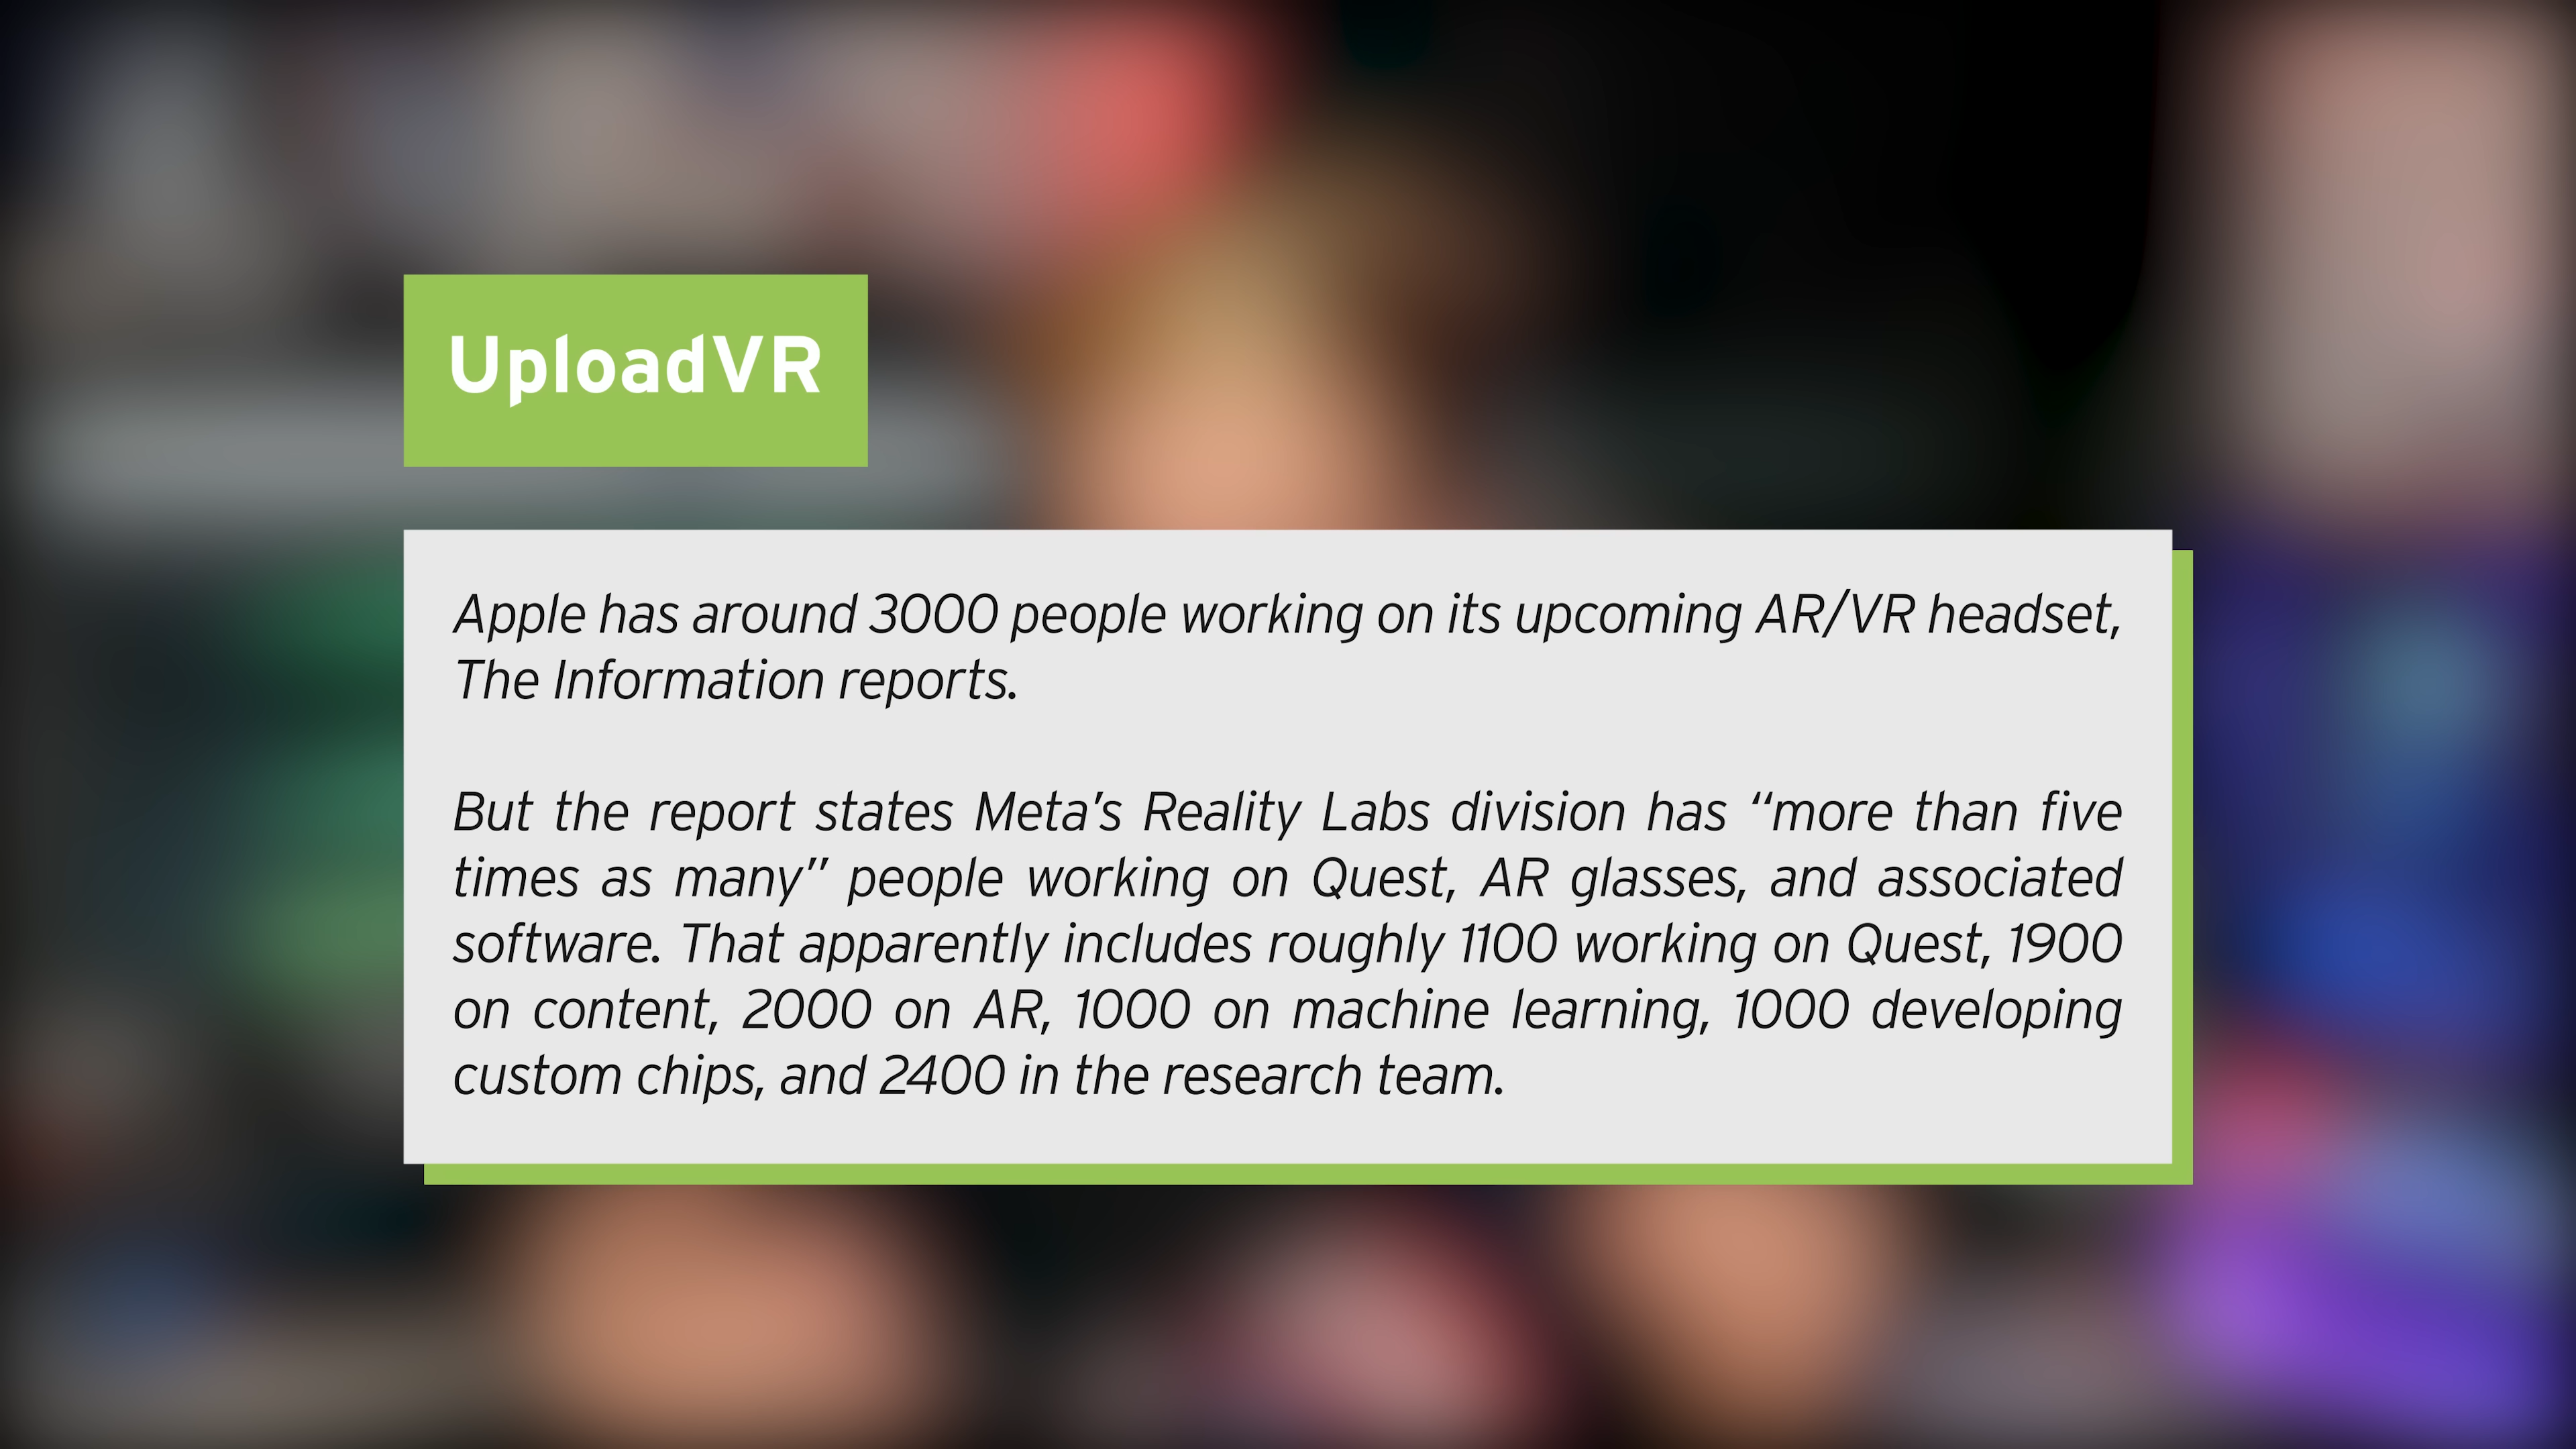 UploadVR
Apple has around 3000 people working on its upcoming AR/VR headset,
The Information reports.
But the report states Meta’s Reality Labs division has “more than five
times as many” people working on Quest, AR glasses, and associated
software. That apparently includes roughly 1100 working on Quest, 1900
on content, 2000 on AR, 1000 on machine learning, 1000 developing
custom chips, and 2400 in the research team.